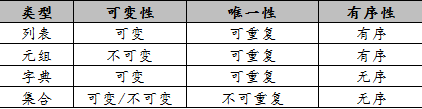 类型 可变性 唯一性 有序性
列表 可变 可重复 有序
元组 不可变 可重复 有序
字典 可变 可重复 无序
集合 可变/不可变 不可重复 无序